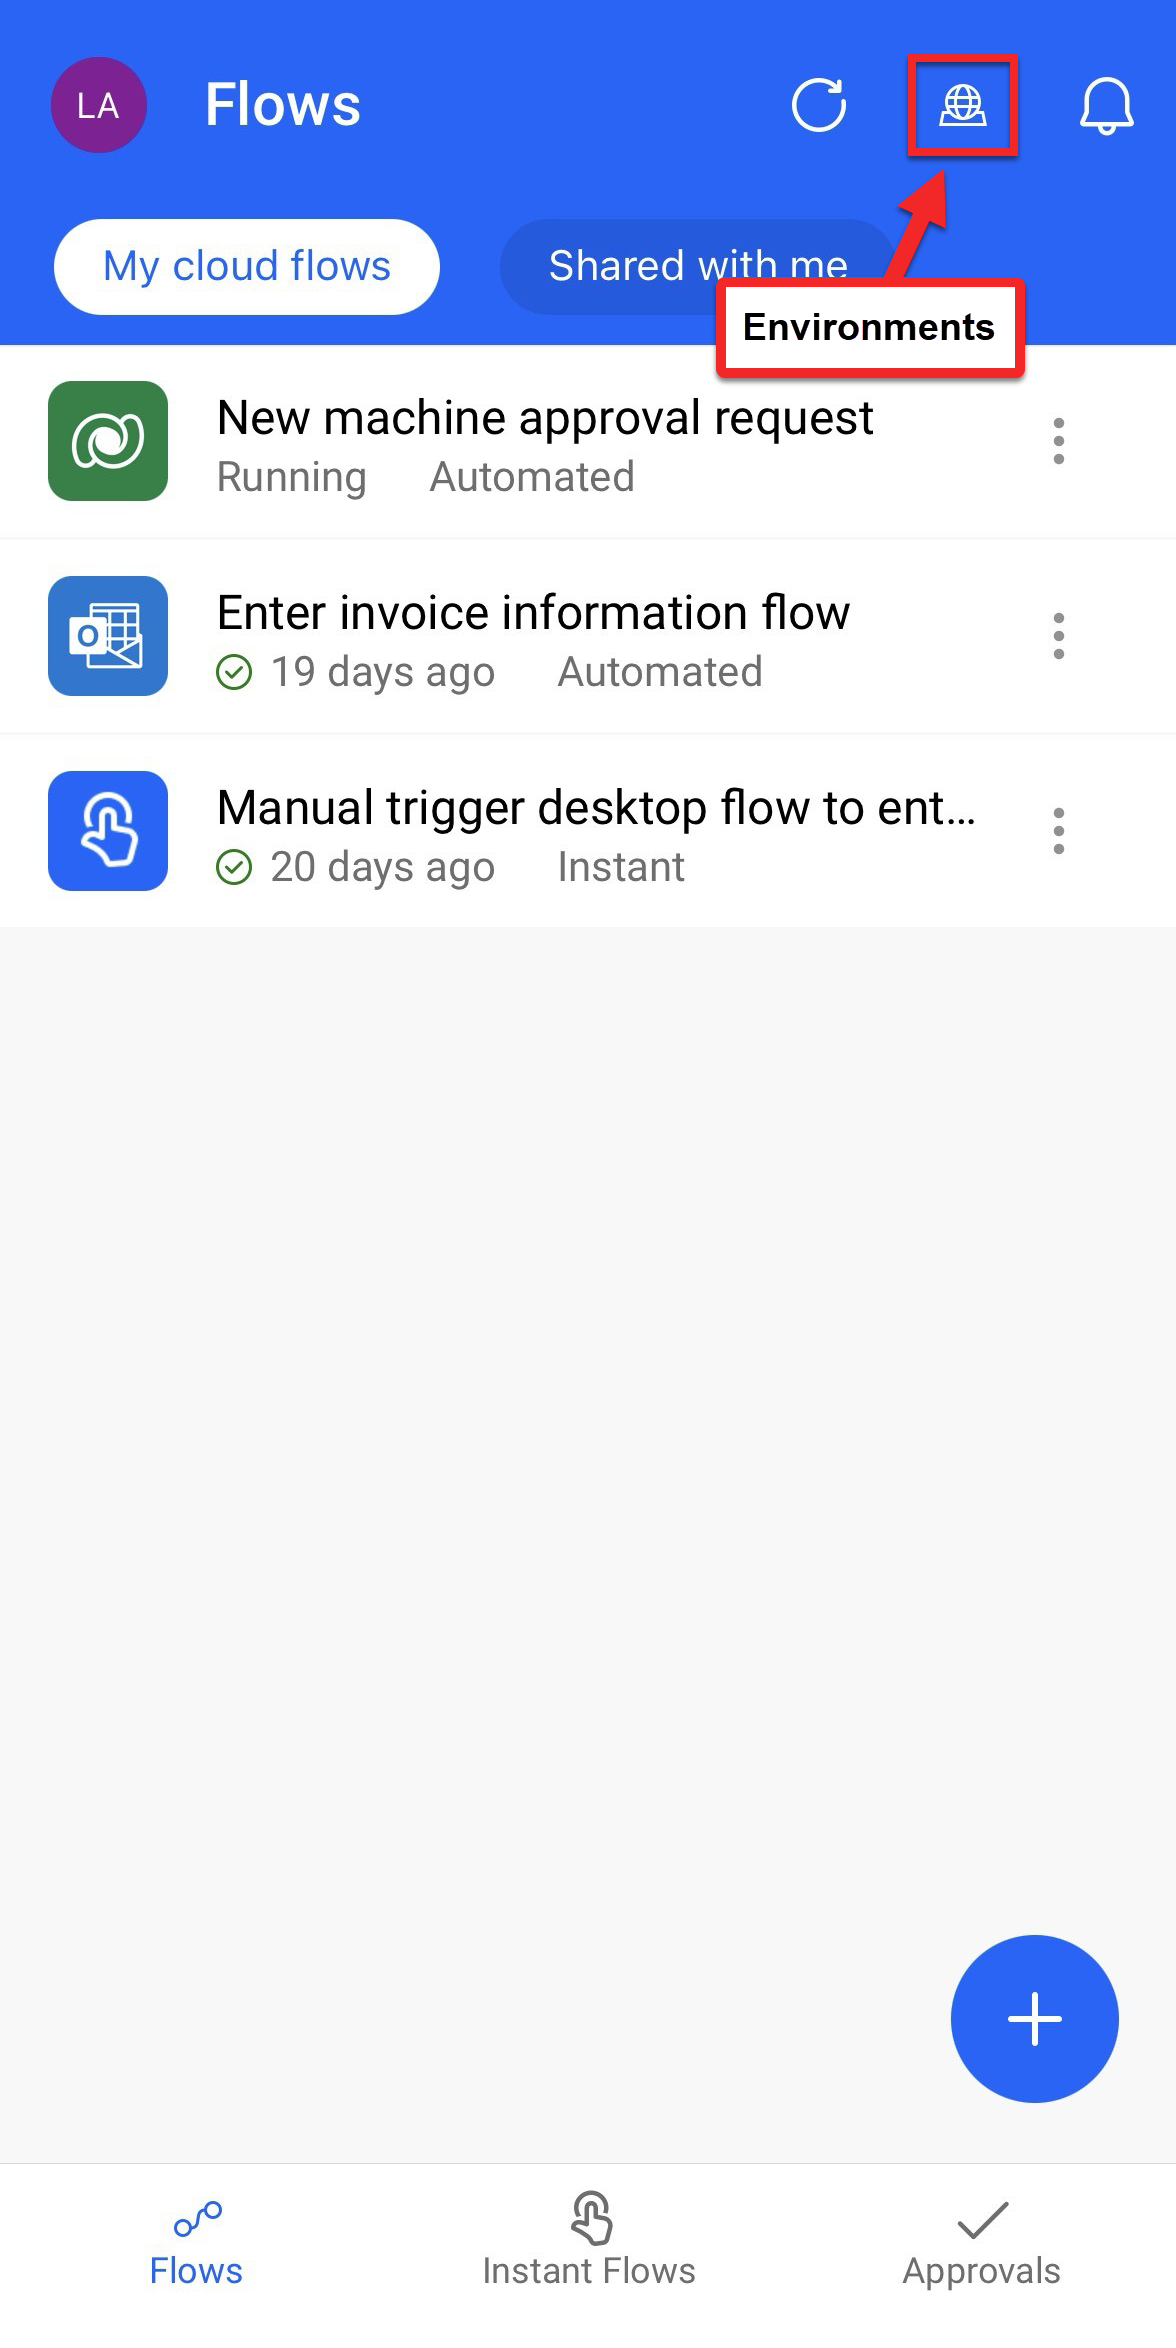 LA
Flows
My cloud flows
Shared with me
Environments
New machine approval request
Running Automated
Enter invoice information flow
19 days ago Automated
Manual trigger desktop flow to ent...
20 days ago Instant
Flows
Instant Flows
Approvals